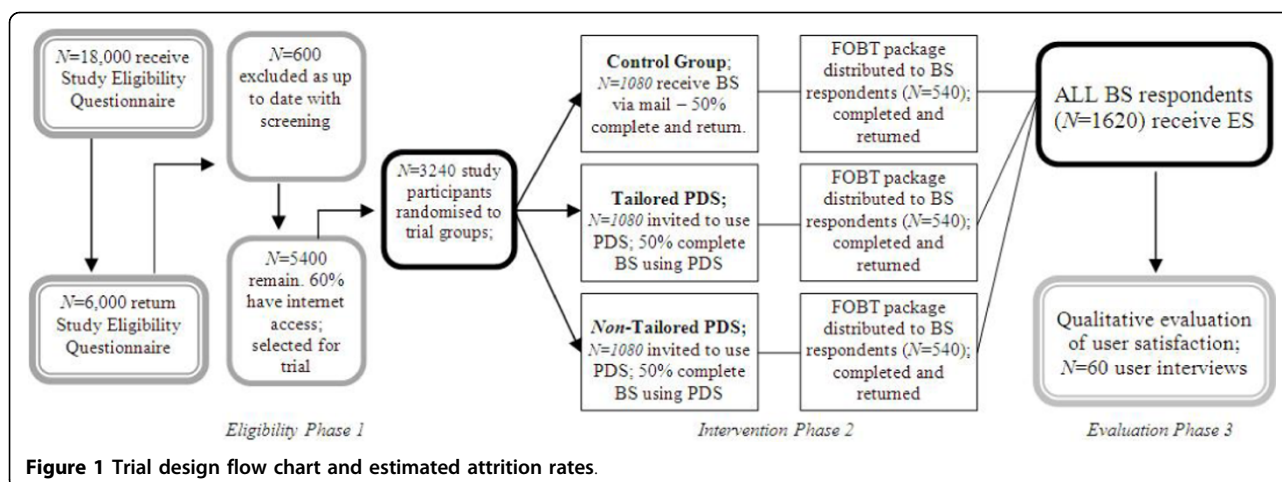 N=18,000 receive
Study Eligibility
Questionnaire
N=6,000 return
Study Eligibility
Questionnaire
N=600
excluded as up
to date with
screening
N=5400
remain. 60%
have internet
access;
selected for
trial
N=3240 study
participants
randomised to
trial groups;
Control Group;
N=1080 receive BS
via mail – 50%
complete and return.
Tailored PDS;
N=1080 invited to use
PDS; 50% complete
BS using PDS
Non-Tailored PDS;
N=1080 invited to use
PDS; 50% complete
BS using PDS
FOBT package
distributed to BS
respondents (N=540);
completed and
returned
FOBT package
distributed to BS
respondents (N=540);
completed and
returned
FOBT package
distributed to BS
respondents (N=540);
completed and
returned
ALL BS respondents
(N=1620) receive ES
Qualitative evaluation
of user satisfaction;
N=60 user interviews
Eligibility Phase 1
Intervention Phase 2
Evaluation Phase 3
Figure 1 Trial design flow chart and estimated attrition rates.